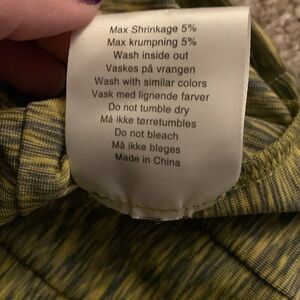 Max Shrinkage 5%
Max krumpning 5%
Wash inside out
Vaskes på vrangen
Wash with similar colors
Vask med lignende farver
Do not tumble dry
Må ikke tørretumbles
Do not bleach
Må ikke bleges
Made in China